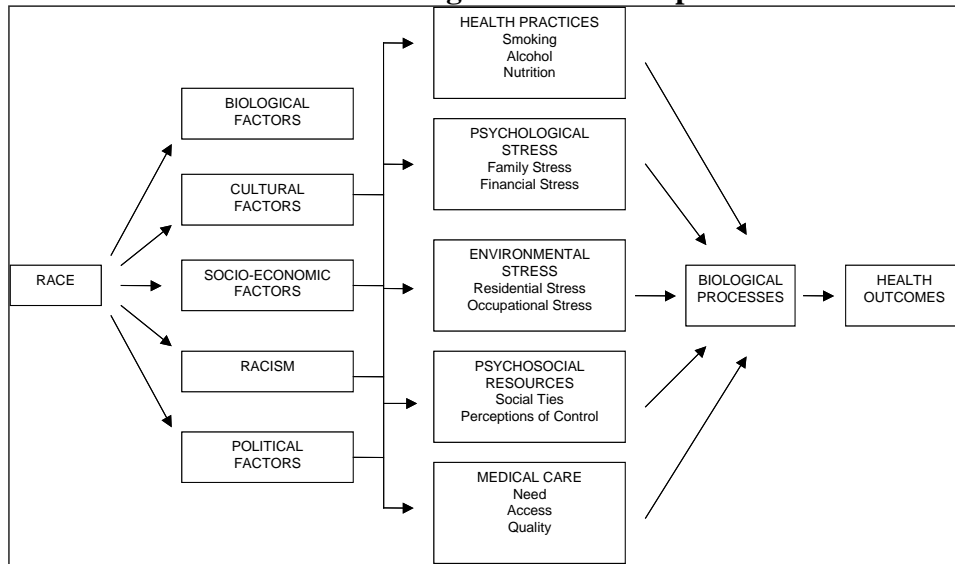 RACE
BIOLOGICAL
FACTORS
CULTURAL
FACTORS
SOCIO-ECONOMIC
FACTORS
RACISM
POLITICAL
FACTORS
HEALTH PRACTICES
Smoking
Alcohol
Nutrition
PSYCHOLOGICAL
STRESS
Family Stress
Financial Stress
ENVIRONMENTAL
STRESS
Residential Stress
Occupational Stress
PSYCHOSOCIAL
RESOURCES
Social Ties
Perceptions of Control
MEDICAL CARE
Need
Access
Quality
BIOLOGICAL
PROCESSES
HEALTH
OUTCOMES